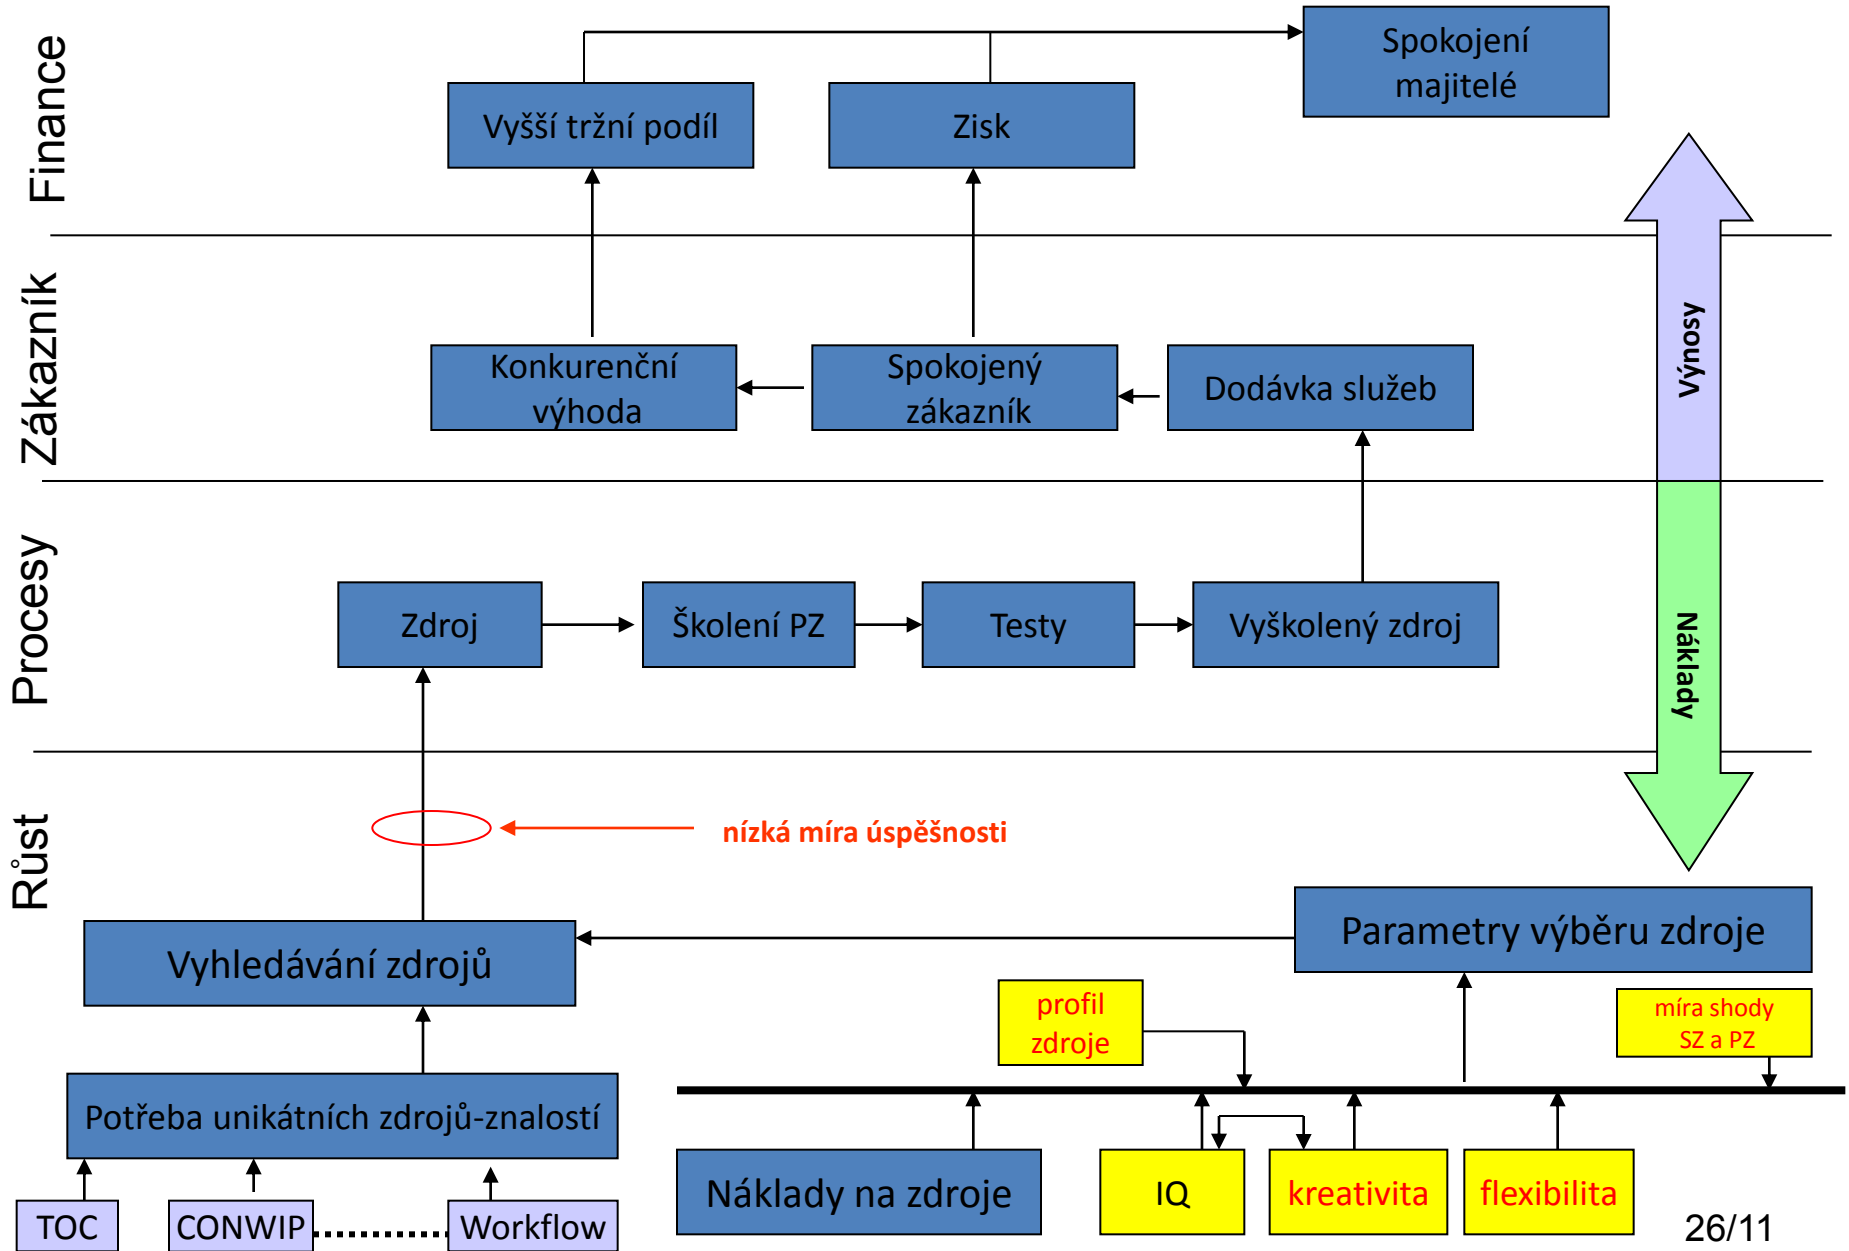 Finance
Spokojení
majitelé
Vyšší tržní podíl
Zisk
Zákazník
Výnosy
Konkurenční
výhoda
Spokojený
zákazník
Dodávka služeb
Procesy
Náklady
Zdroj
Školení PZ
Testy
Vyškolený zdroj
Růst
nízká míra úspěšnosti
Vyhledávání zdrojů
Parametry výběru zdroje
profil
zdroje
míra shody
SZ a PZ
Potřeba unikátních zdrojů-znalostí
Náklady na zdroje
IQ
kreativita
flexibilita
TOC
CONWIP
Workflow
26/11